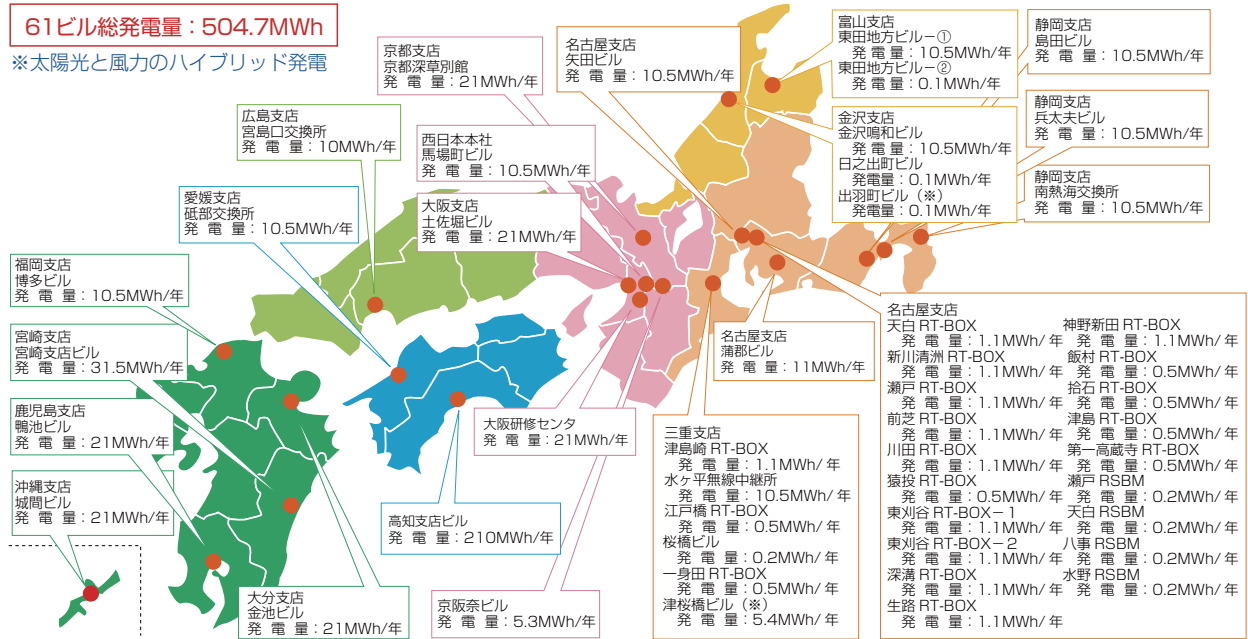 61ビル総発電量：504.7MWh
※太陽光と風力のハイブリッド発電
広島支店
宮島口交換所
発電量：10MWh/年
愛媛支店
砥部交換所
発電量：10.5MWh/年
福岡支店
博多ビル
発電量：10.5MWh/年
宮崎支店
宮崎支店ビル
発電量：31.5MWh/年
鹿児島支店
鴨池ビル
発電量：21MWh/年
沖縄支店
城間ビル
発電量：21MWh/年
大分支店
金池ビル
発電量：21MWh/年
高知支店ビル
発電量：210MWh/年
京都支店
京都深草別館
発電量：21MWh/年
西日本本社
馬場町ビル
発電量：10.5MWh/年
大阪支店
土佐堀ビル
発電量：21MWh/年
大阪研修センタ
発電量：21MWh/年
京阪奈ビル
発電量：5.3MWh/年
名古屋支店
矢田ビル
発電量：10.5MWh/年
富山支店
東田地方ビルー①
発電量：10.5MWh/年
東田地方ビルー②
発電量：0.1MWh/年
金沢支店
金沢鳴和ビル
発電量：10.5MWh/年
日之出町ビル
発電量：0.1MWh/年
出羽町ビル（※）
発電量：0.1MWh/年
静岡支店
島田ビル
発電量：10.5MWh/年
静岡支店
兵太夫ビル
発電量：10.5MWh/年
静岡支店
南熱海交換所
発電量：10.5MWh/年
名古屋支店
蒲郡ビル
発電量：11MWh/年
三重支店
津島崎 RT-BOX
発電量：1.1MWh/年
水ヶ平無線中継所
発電量：10.5MWh/年
江戸橋 RT-BOX
発電量：0.5MWh/年
桜橋ビル
発電量：0.2MWh/年
一身田 RT-BOX
発電量：0.5MWh/年
津桜橋ビル（※）
発電量：5.4MWh/年
名古屋支店
天白 RT-BOX
発電量：1.1MWh/年
新川清洲 RT-BOX
発電量：1.1MWh/年
瀬戸 RT-BOX
発電量：1.1MWh/年
前芝 RT-BOX
発電量：1.1MWh/年
川田 RT-BOX
発電量：1.1MWh/年
猿投 RT-BOX
発電量：0.5MWh/年
東刈谷 RT-BOX－1
発電量：1.1MWh/年
東刈谷 RT-BOX－2
発電量：1.1MWh/年
深溝 RT-BOX
発電量：1.1MWh/年
生路 RT-BOX
発電量：1.1MWh/年
神野新田 RT-BOX
発電量：1.1MWh/年
飯村 RT-BOX
発電量：0.5MWh/年
拾石 RT-BOX
発電量：0.5MWh/年
津島 RT-BOX
発電量：0.5MWh/年
第一高蔵寺 RT-BOX
発電量：0.5MWh/年
瀬戸 RSBM
発電量：0.2MWh/年
天白 RSBM
発電量：0.2MWh/年
八事 RSBM
発電量：0.2MWh/年
水野 RSBM
発電量：0.2MWh/年